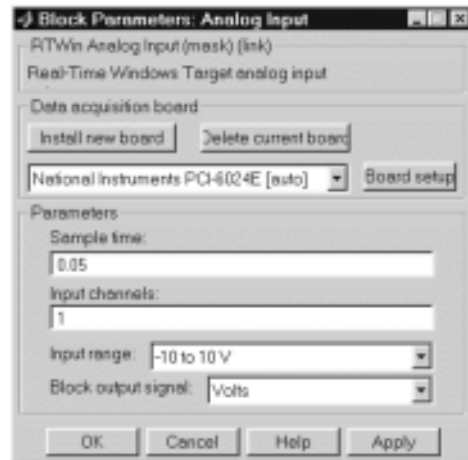 Block Parameters: Analog Input
RTWin Analog Input (mask) (link)
Real-Time Windows Target analog input
Data acquisition board
Install new board
Delete current board
National Instruments PCI-6024E [auto]
Board setup
Parameters
Sample time:
0.05
Input channels:
1
Input range: -10 to 10 V
Block output signal: Volts
OK Cancel Help Apply